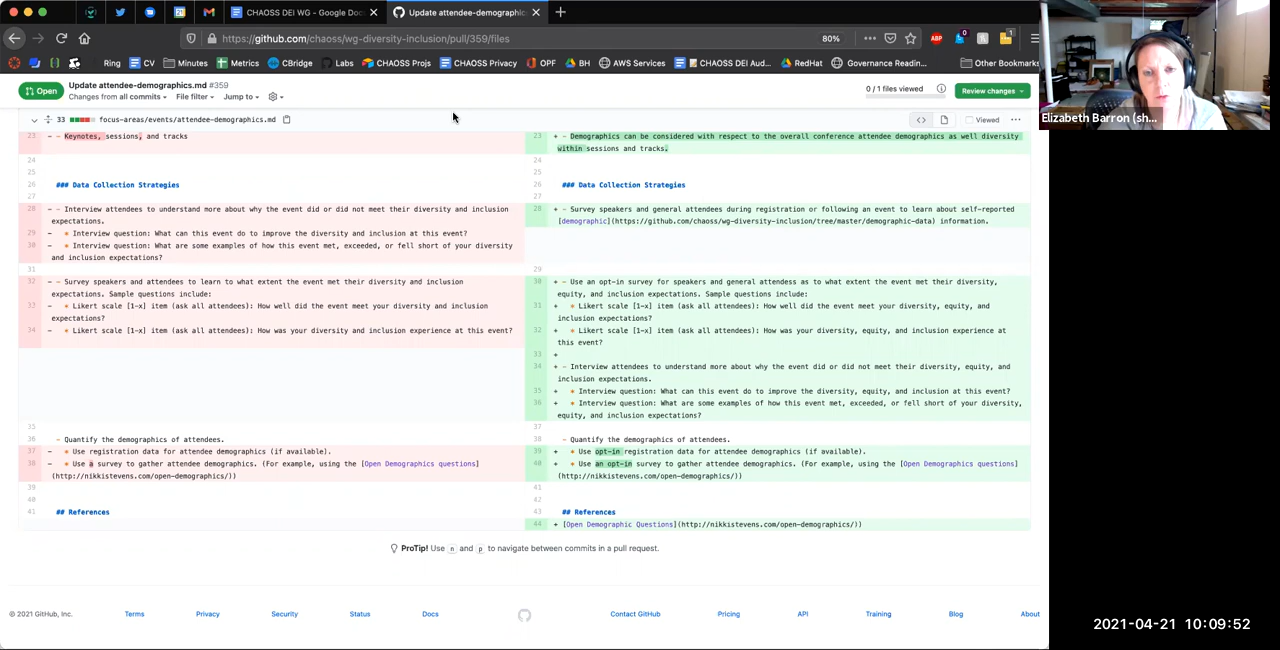 CHAOSS DEI WG - Google Doc
Update attendee-demographic
https://github.com/chaoss/wg-diversity-inclusion/pull/359/files
80%
ABP
0
1
Ring
CV
Minutes
Metrics
CBridge
Labs
CHAOSS Projs
CHAOSS Privacy
OPF
BH
AWS Services
CHAOSS DEI Aud...
RedHat
Governance Readin...
Other Bookmarks
Elizabeth Barron (sh...
Open
Update attendee-demographics.md #359
Changes from all commits
File filter
Jump to
0 / 1 files viewed
Review changes
33 focus-areas/events/attendee-demographics.md
Viewed
23 - - Keynotes, sessions, and tracks
23 + - Demographics can be considered with respect to the overall conference attendee demographics as well diversity
within sessions and tracks.
24 24
25 25
26 ### Data Collection Strategies 26 ### Data Collection Strategies
27 27
28 - - Interview attendees to understand more about why the event did or did not meet their diversity and inclusion
expectations.
28 + - Survey speakers and general attendees during registration or following an event to learn about self-reported
[demographic](https://github.com/chaoss/wg-diversity-inclusion/tree/master/demographic-data) information.
29 - * Interview question: What can this event do to improve the diversity and inclusion at this event?
30 - * Interview question: What are some examples of how this event met, exceeded, or fell short of your diversity
and inclusion expectations?
31 29
32 - - Survey speakers and attendees to learn to what extent the event met their diversity and inclusion
expectations. Sample questions include:
30 + - Use an opt-in survey for speakers and general attendess as to what extent the event met their diversity,
equity, and inclusion expectations. Sample questions include:
33 - * Likert scale [1-x] item (ask all attendees): How well did the event meet your diversity and inclusion
expectations?
31 + * Likert scale [1-x] item (ask all attendees): How well did the event meet your diversity, equity, and
inclusion expectations?
34 - * Likert scale [1-x] item (ask all attendees): How was your diversity and inclusion experience at this event?
32 + * Likert scale [1-x] item (ask all attendees): How was your diversity, equity, and inclusion experience at
this event?
33 +
34 + - Interview attendees to understand more about why the event did or did not meet their diversity, equity, and
inclusion expectations.
35 + * Interview question: What can this event do to improve the diversity, equity, and inclusion at this event?
36 + * Interview question: What are some examples of how this event met, exceeded, or fell short of your diversity,
equity, and inclusion expectations?
35 37
36 - Quantify the demographics of attendees. 38 - Quantify the demographics of attendees.
37 - * Use registration data for attendee demographics (if available).
39 + * Use opt-in registration data for attendee demographics (if available).
38 - * Use a survey to gather attendee demographics. (For example, using the [Open Demographics questions]
(http://nikkistevens.com/open-demographics/))
40 + * Use an opt-in survey to gather attendee demographics. (For example, using the [Open Demographics questions]
(http://nikkistevens.com/open-demographics/))
39 41
40 42
41 ## References 43 ## References
44 + [Open Demographic Questions](http://nikkistevens.com/open-demographics/))
ProTip! Use n and p to navigate between commits in a pull request.
© 2021 GitHub, Inc.
Terms
Privacy
Security
Status
Docs
Contact GitHub
Pricing
API
Training
Blog
About
2021-04-21 10:09:52